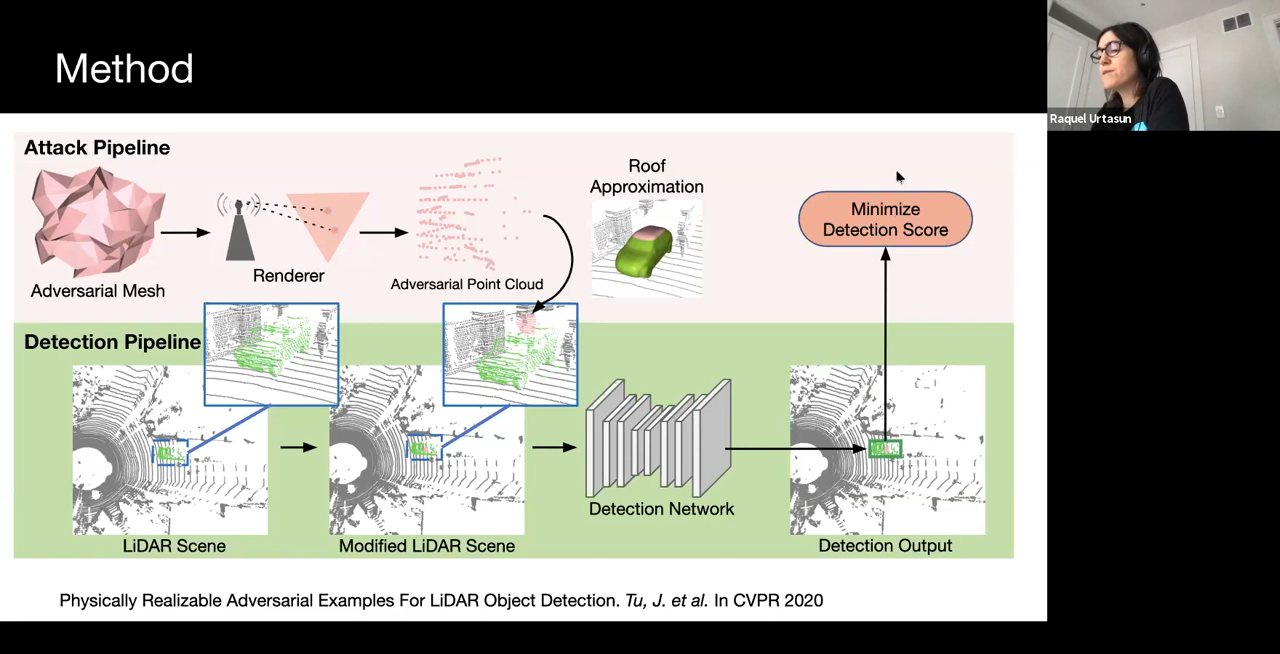 Method
Raquel Urtasun
Attack Pipeline
Roof
Approximation
Minimize
Detection Score
Renderer
Adversarial Mesh
Adversarial Point Cloud
Detection Pipeline
Detection Network
LiDAR Scene
Modified LiDAR Scene
Detection Output
Physically Realizable Adversarial Examples For LiDAR Object Detection. Tu, J. et al. In CVPR 2020